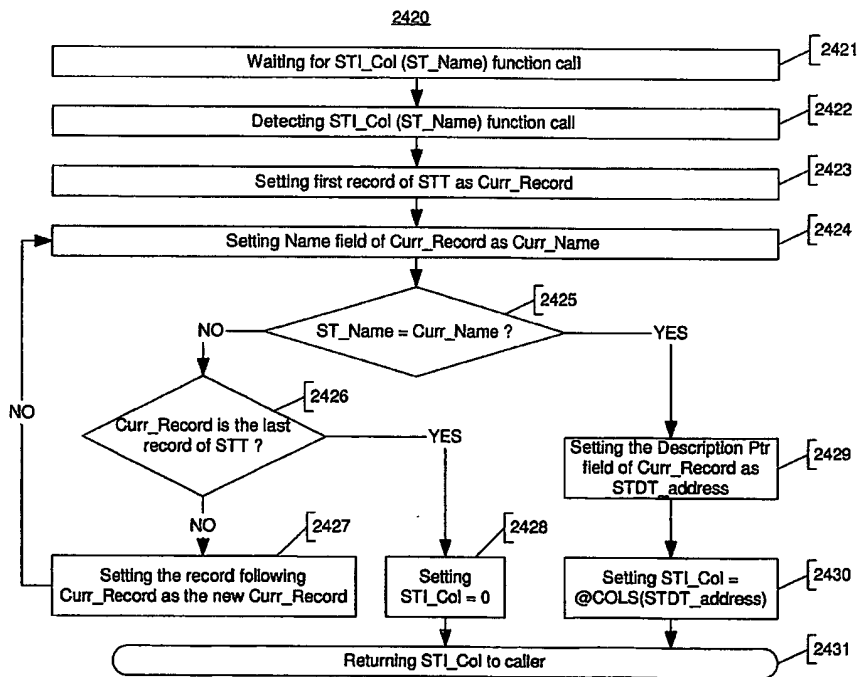 2420
Waiting for STI_Col (ST_Name) function call
2421
Detecting STI_Col (ST_Name) function call
2422
Setting first record of STT as Curr_Record
2423
Setting Name field of Curr_Record as Curr_Name
2424
ST_Name = Curr_Name ?
2425
NO
YES
Curr_Record is the last
record of STT ?
2426
NO
YES
NO
Setting the Description Ptr
field of Curr_Record as
STDT_address
2429
Setting the record following
Curr_Record as the new Curr_Record
2427
Setting
STI_Col = 0
2428
Setting STI_Col =
@COLS(STDT_address)
2430
Returning STI_Col to caller
2431